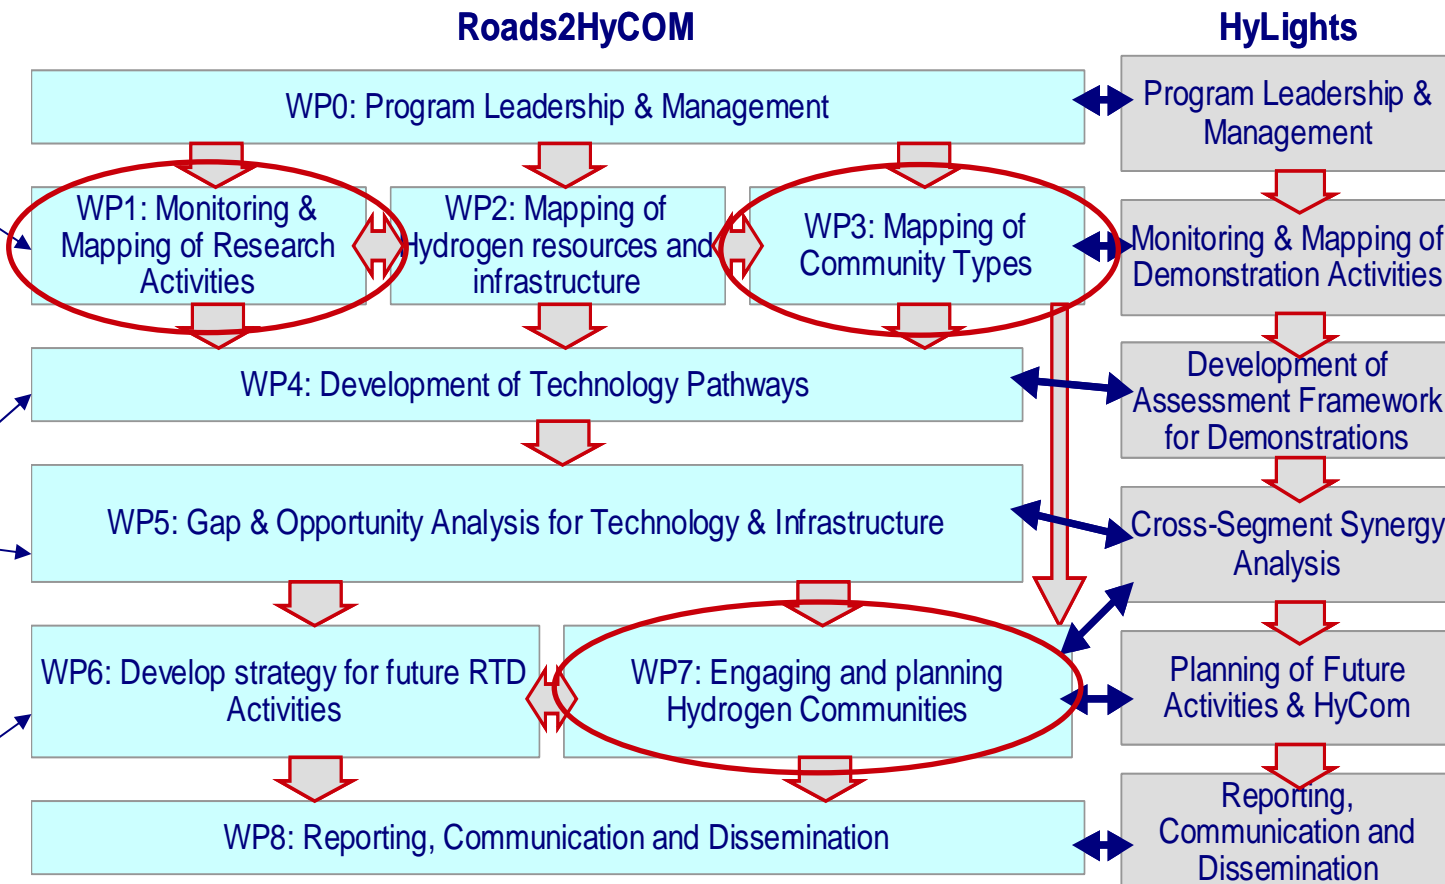 Roads2HyCOM
HyLights
WP0: Program Leadership & Management
Program Leadership &
Management
WP1: Monitoring &
Mapping of Research
Activities
WP2: Mapping of
Hydrogen resources and
infrastructure
WP3: Mapping of
Community Types
Monitoring & Mapping of
Demonstration Activities
WP4: Development of Technology Pathways
Development of
Assessment Framework
for Demonstrations
WP5: Gap & Opportunity Analysis for Technology & Infrastructure
Cross-Segment Synergy
Analysis
WP6: Develop strategy for future RTD
Activities
WP7: Engaging and planning
Hydrogen Communities
Planning of Future
Activities & HyCom
WP8: Reporting, Communication and Dissemination
Reporting,
Communication and
Dissemination